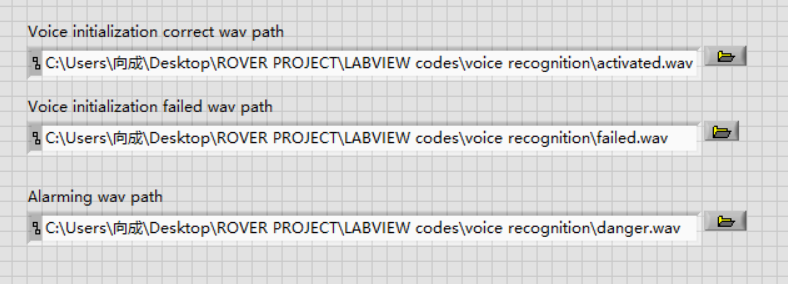 Voice initialization correct wav path
C:\Users\向成\Desktop\ROVER PROJECT\LABVIEW codes\voice recognition\activated.wav
Voice initialization failed wav path
C:\Users\向成\Desktop\ROVER PROJECT\LABVIEW codes\voice recognition\failed.wav
Alarming wav path
C:\Users\向成\Desktop\ROVER PROJECT\LABVIEW codes\voice recognition\danger.wav